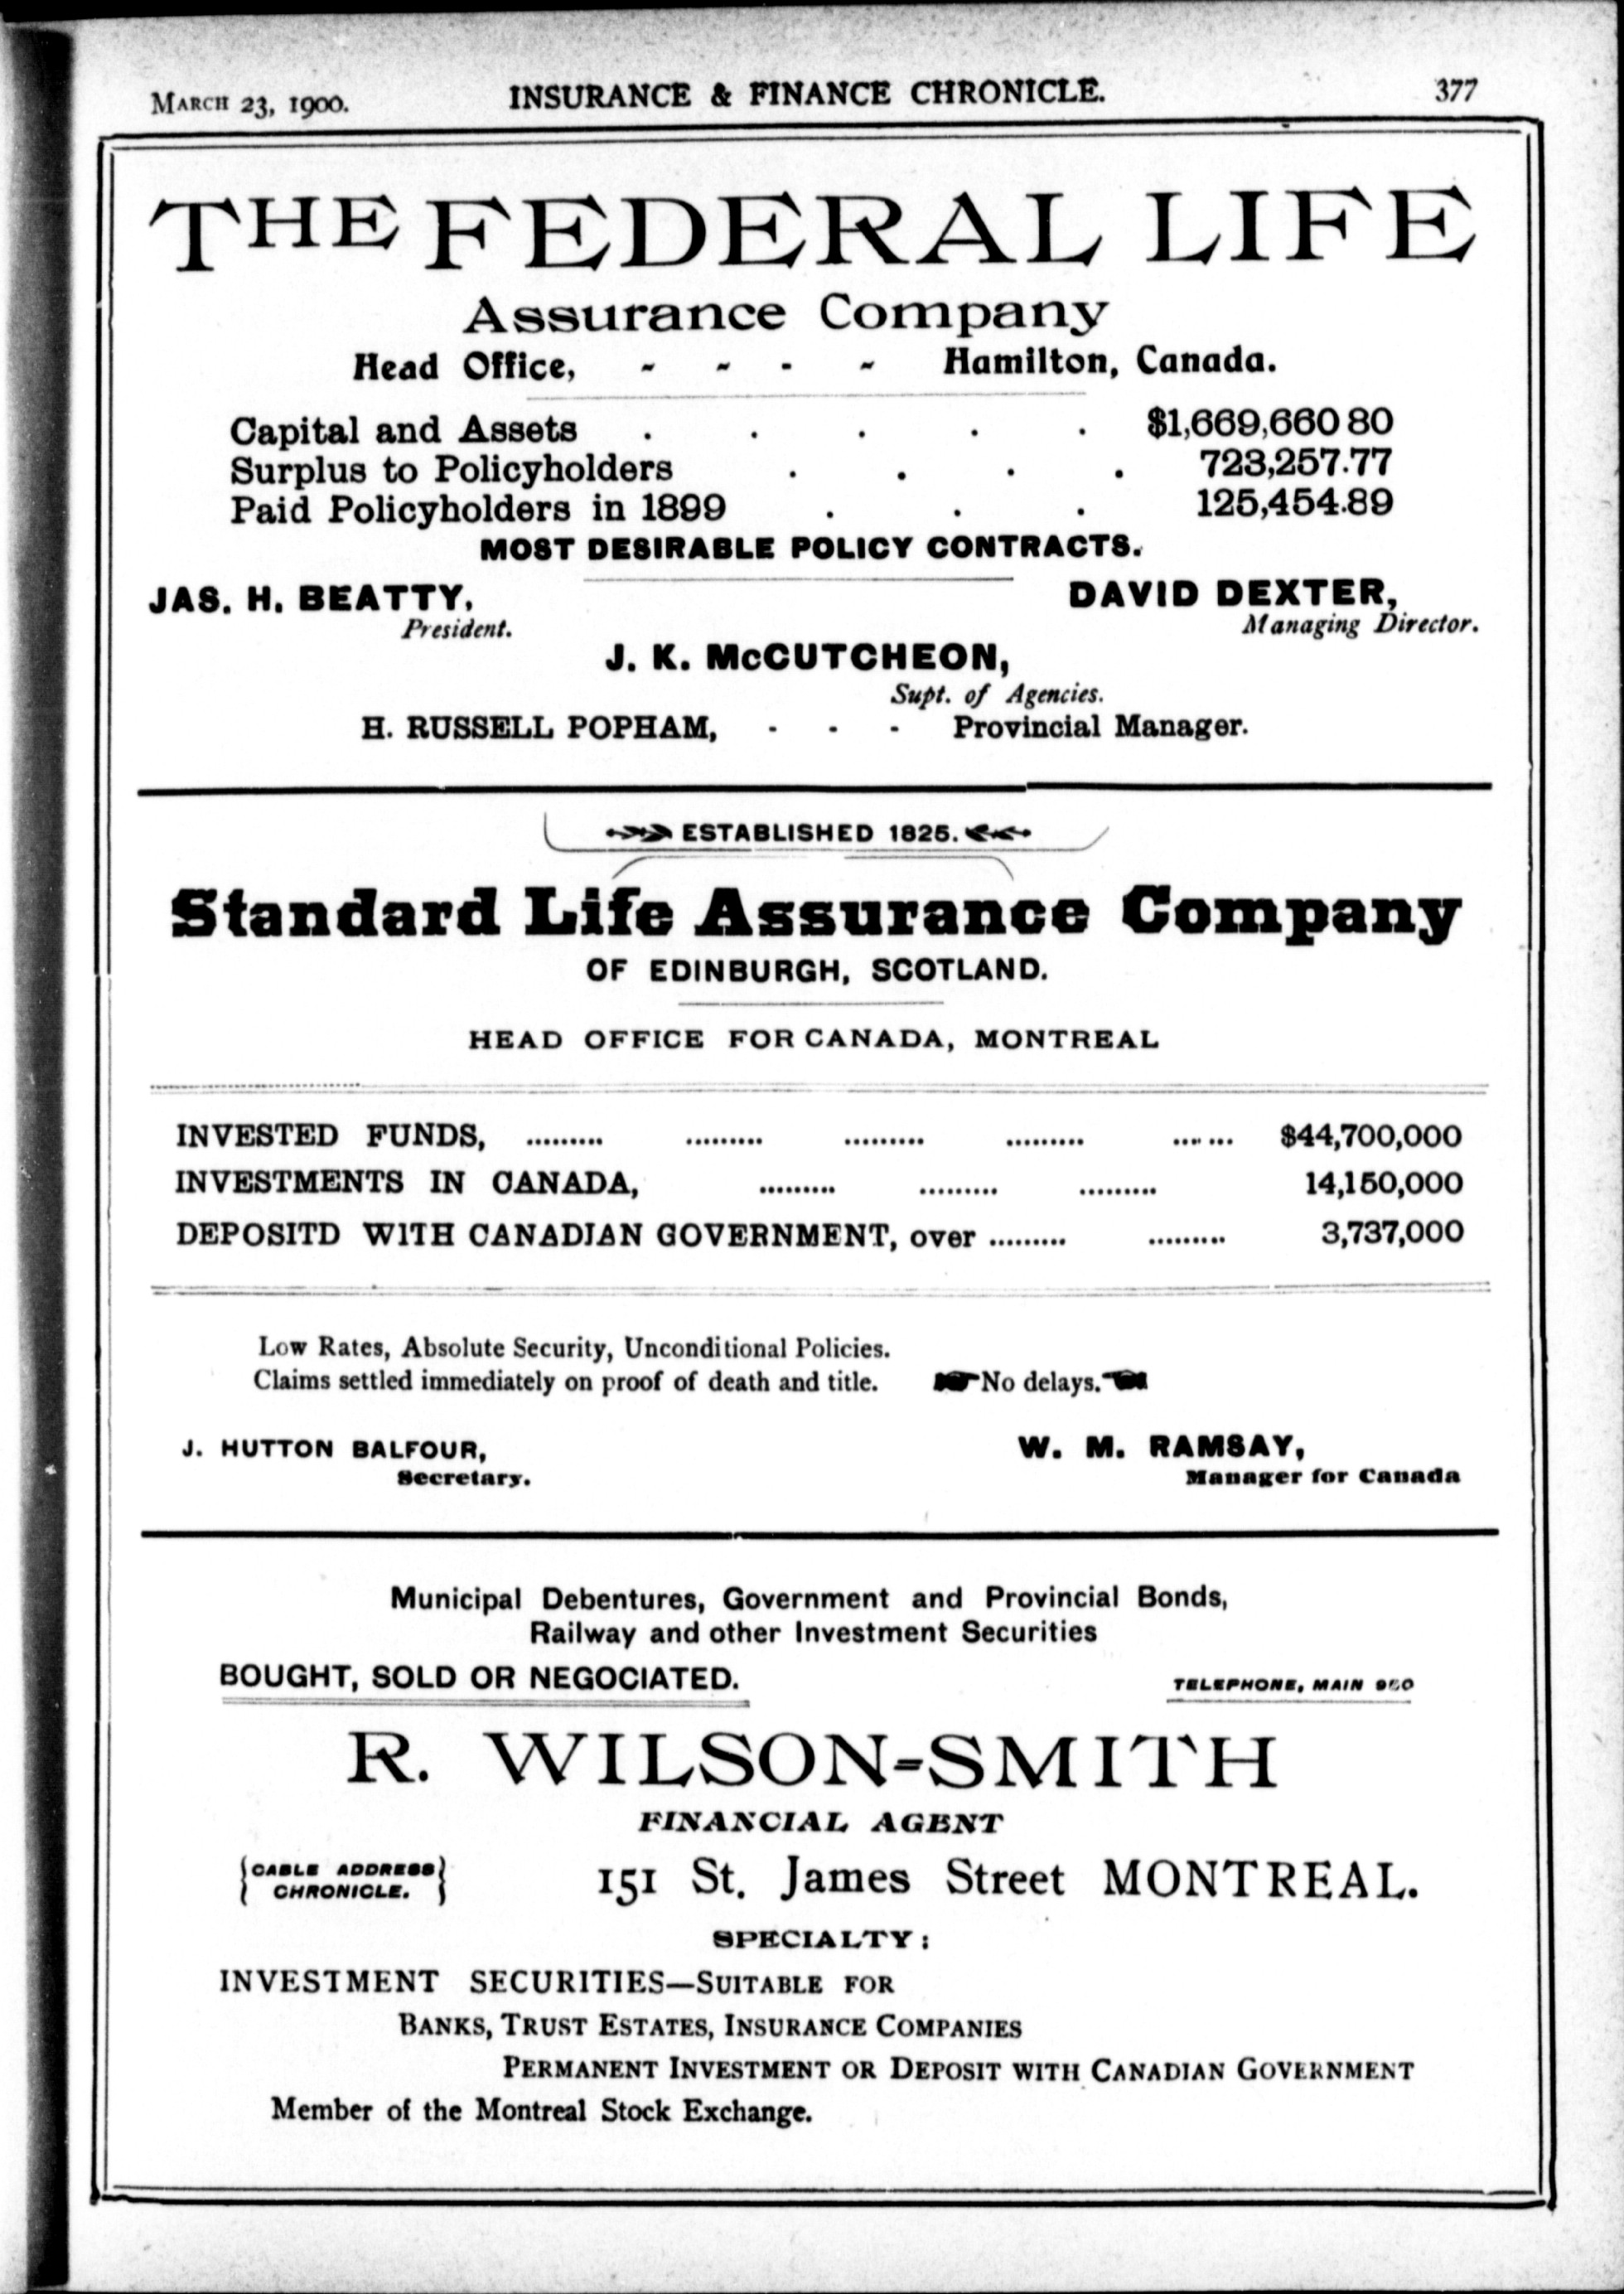 MARCH 23, 1900. INSURANCE & FINANCE CHRONICLE. 377
THE FEDERAL LIFE
Assurance Company
Head Office, - - - - Hamilton, Canada.
Capital and Assets . . . . . $1,669,660 80
Surplus to Policyholders . . . . 723,257.77
Paid Policyholders in 1899 . . . 125,454.89
MOST DESIRABLE POLICY CONTRACTS.
JAS. H. BEATTY, DAVID DEXTER,
President. Managing Director.
J. K. McCUTCHEON,
Supt. of Agencies.
H. RUSSELL POPHAM, - - - Provincial Manager.
ESTABLISHED 1825.
Standard Life Assurance Company
OF EDINBURGH, SCOTLAND.
HEAD OFFICE FOR CANADA, MONTREAL
INVESTED FUNDS, ......... ......... ......... ......... ...... $44,700,000
INVESTMENTS IN CANADA, ......... ......... ......... 14,150,000
DEPOSITD WITH CANADIAN GOVERNMENT, over ......... ......... 3,737,000
Low Rates, Absolute Security, Unconditional Policies.
Claims settled immediately on proof of death and title. No delays.
J. HUTTON BALFOUR, W. M. RAMSAY,
Secretary. Manager for Canada
Municipal Debentures, Government and Provincial Bonds,
Railway and other Investment Securities
BOUGHT, SOLD OR NEGOCIATED. TELEPHONE, MAIN
R. WILSON-SMITH
FINANCIAL AGENT
{CABLE ADDRESS} 151 St. James Street MONTREAL.
{CHRONICLE.}
SPECIALTY:
INVESTMENT SECURITIES—SUITABLE FOR
BANKS, TRUST ESTATES, INSURANCE COMPANIES
PERMANENT INVESTMENT OR DEPOSIT WITH CANADIAN GOVERNMENT
Member of the Montreal Stock Exchange.